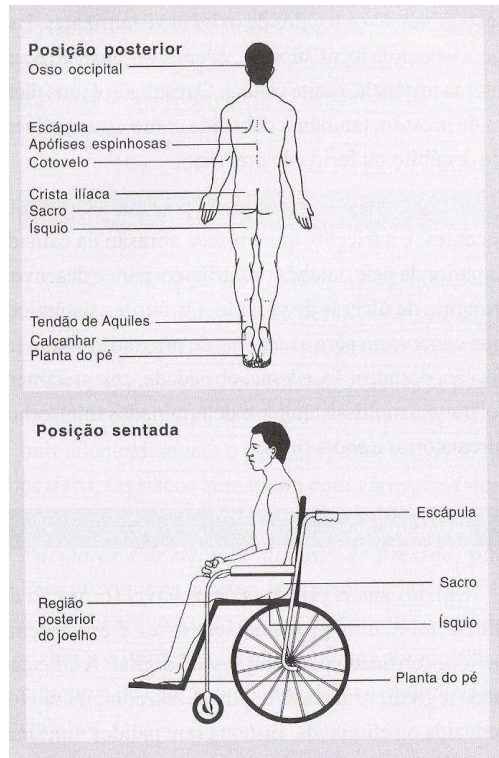 Posição posterior
Osso occipital
Escápula
Apófises espinhosas
Cotovelo
Crista ilíaca
Sacro
Ísquio
Tendão de Aquiles
Calcanhar
Planta do pé
Posição sentada
Escápula
Sacro
Região
posterior
do joelho
Ísquio
Planta do pé